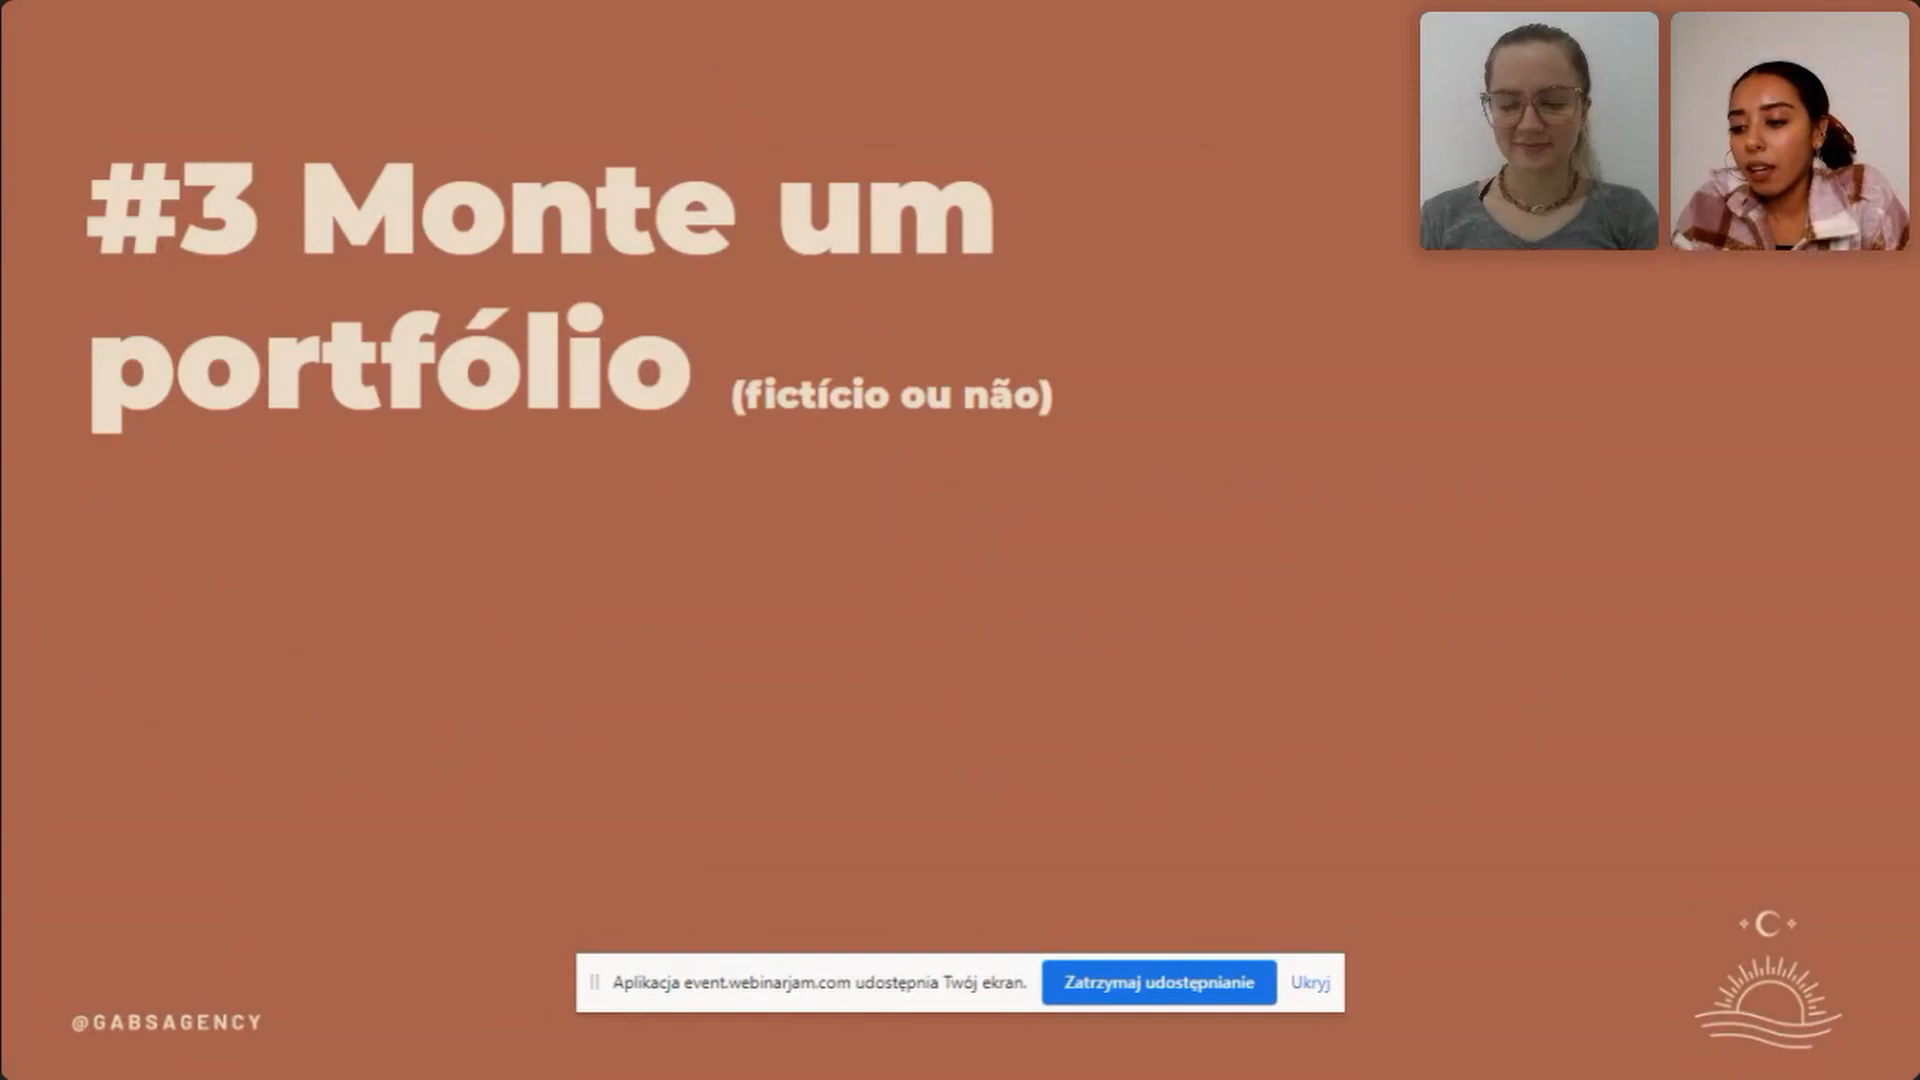 #3 Monte um
portfólio (fictício ou não)
Aplikacja event.webinarjam.com udostępnia Twój ekran. Zatrzymaj udostępnianie Ukryj
@GABSAGENCY